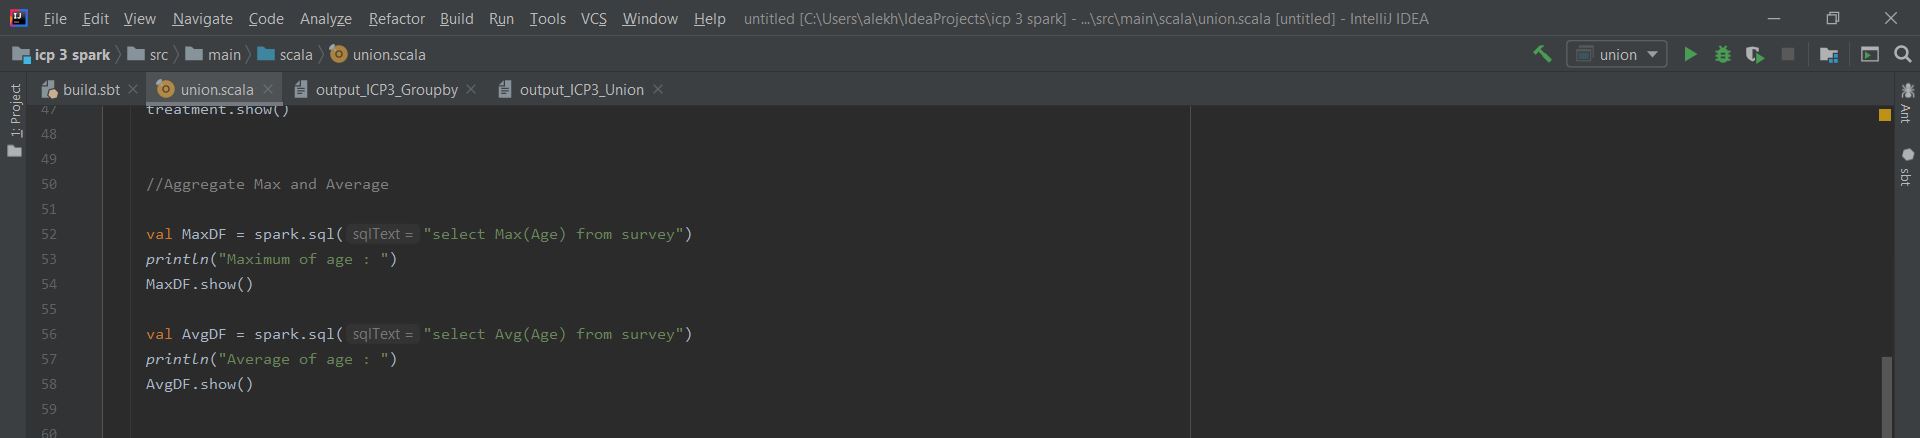 File Edit View Navigate Code Analyze Refactor Build Run Tools VCS Window Help untitled [C:\Users\alekh\IdeaProjects\icp 3 spark] - ...\src\main\scala\union.scala [untitled] - IntelliJ IDEA
icp 3 spark src main scala union.scala union
build.sbt union.scala output_ICP3_Groupby output_ICP3_Union
1: Project
Ant
sbt
47 treatment.show()
48
49
50 //Aggregate Max and Average
51
52 val MaxDF = spark.sql( sqlText = "select Max(Age) from survey")
53 println("Maximum of age : ")
54 MaxDF.show()
55
56 val AvgDF = spark.sql( sqlText = "select Avg(Age) from survey")
57 println("Average of age : ")
58 AvgDF.show()
59
60